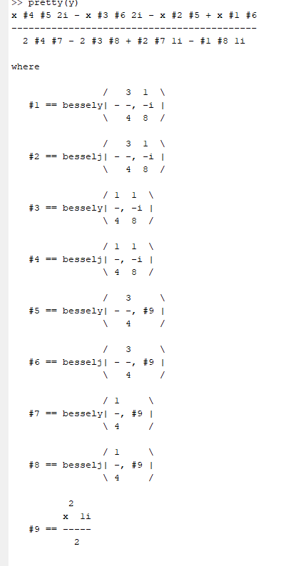 >> pretty(y)
x #4 #5 2i - x #3 #6 2i - x #2 #5 + x #1 #6
-------------------------------------------
2 #4 #7 - 2 #3 #8 + #2 #7 1i - #1 #8 1i
where
/ 3 1 \
#1 == bessely| - -, -i |
\ 4 8 /
/ 3 1 \
#2 == besselj| - -, -i |
\ 4 8 /
/ 1 1 \
#3 == bessely| -, -i |
\ 4 8 /
/ 1 1 \
#4 == besselj| -, -i |
\ 4 8 /
/ 3 \
#5 == bessely| - -, #9 |
\ 4 /
/ 3 \
#6 == besselj| - -, #9 |
\ 4 /
/ 1 \
#7 == bessely| -, #9 |
\ 4 /
/ 1 \
#8 == besselj| -, #9 |
\ 4 /
2
x 1i
#9 == -----
2